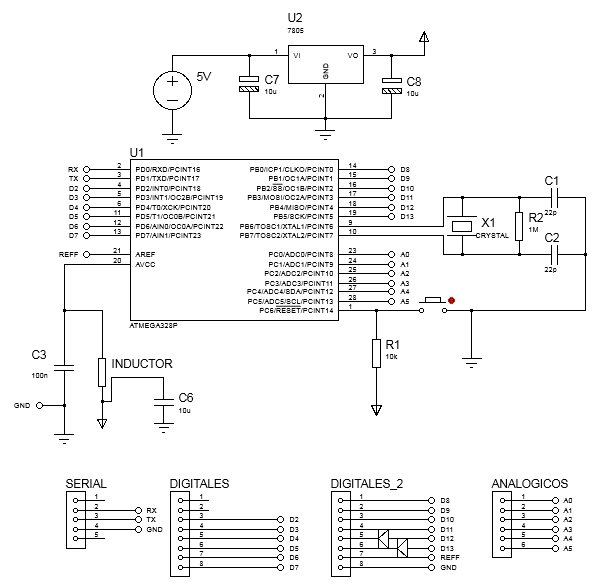 U2
7805
1 VI VO 3
GND
2
5V
C7
10u
C8
10u
U1
RX 2 PD0/RXD/PCINT16 PB0/ICP1/CLKO/PCINT0 14 D8
TX 3 PD1/TXD/PCINT17 PB1/OC1A/PCINT1 15 D9
D2 4 PD2/INT0/PCINT18 PB2/SS/OC1B/PCINT2 16 D10
D3 5 PD3/INT1/OC2B/PCINT19 PB3/MOSI/OC2A/PCINT3 17 D11
D4 6 PD4/T0/XCK/PCINT20 PB4/MISO/PCINT4 18 D12
D5 11 PD5/T1/OC0B/PCINT21 PB5/SCK/PCINT5 19 D13
D6 12 PD6/AIN0/OC0A/PCINT22 PB6/TOSC1/XTAL1/PCINT6 9
D7 13 PD7/AIN1/PCINT23 PB7/TOSC2/XTAL2/PCINT7 10
REFF 21 AREF PC0/ADC0/PCINT8 23 A0
20 AVCC PC1/ADC1/PCINT9 24 A1
PC2/ADC2/PCINT10 25 A2
PC3/ADC3/PCINT11 26 A3
PC4/ADC4/SDA/PCINT12 27 A4
PC5/ADC5/SCL/PCINT13 28 A5
PC6/RESET/PCINT14 1
ATMEGA328P
X1
CRYSTAL
R2
1M
C1
22p
C2
22p
R1
10k
C3
100n
INDUCTOR
C6
10u
GND
SERIAL
1
2 RX
3 TX
4 GND
5
DIGITALES
1
2
3 D2
4 D3
5 D4
6 D5
7 D6
8 D7
DIGITALES_2
1 D8
2 D9
3 D10
4 D11
5 D12
6 D13
7 REFF
8 GND
ANALOGICOS
1 A0
2 A1
3 A2
4 A3
5 A4
6 A5